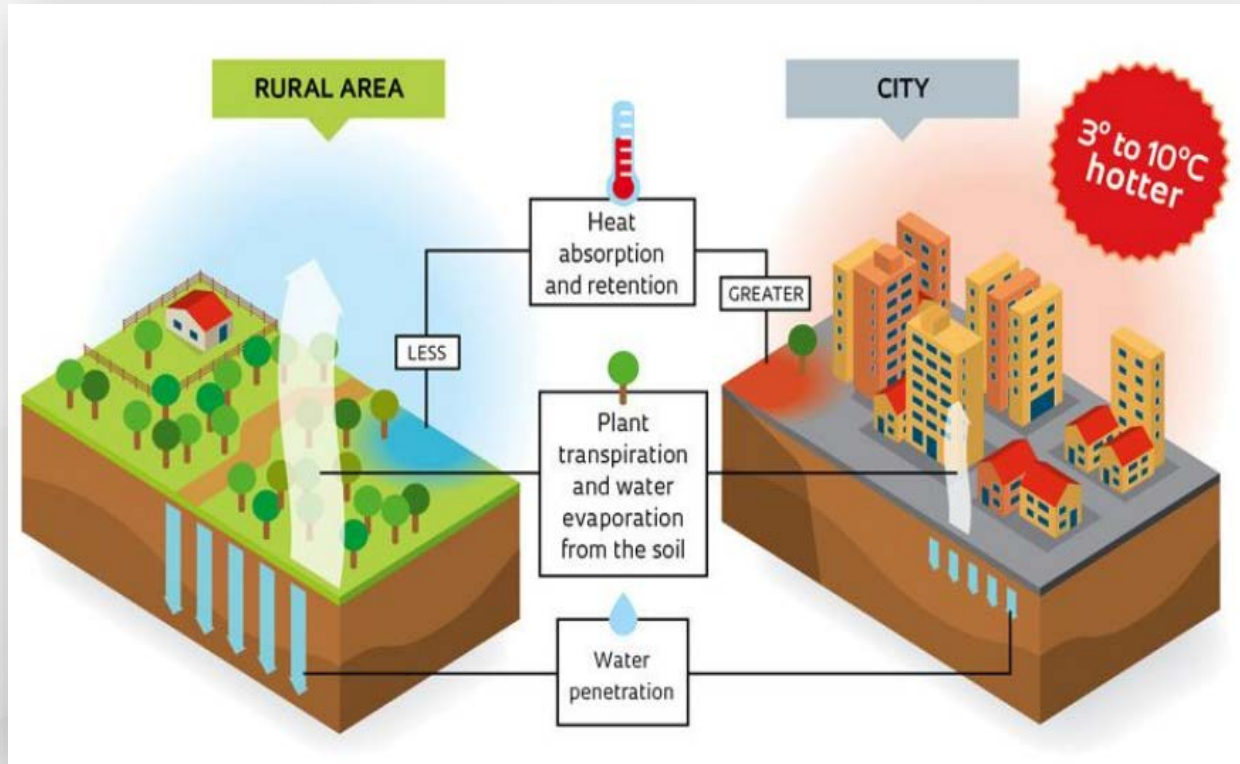 RURAL AREA
CITY
3° to 10°C
hotter
Heat
absorption
and retention
LESS
GREATER
Plant
transpiration
and water
evaporation
from the soil
Water
penetration